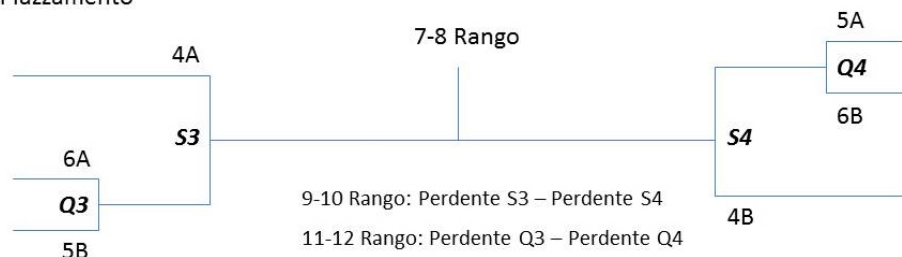 4A
7-8 Rango
5A
Q4
6B
S3
S4
6A
Q3
5B
9-10 Rango: Perdente S3 – Perdente S4
4B
11-12 Rango: Perdente Q3 – Perdente Q4